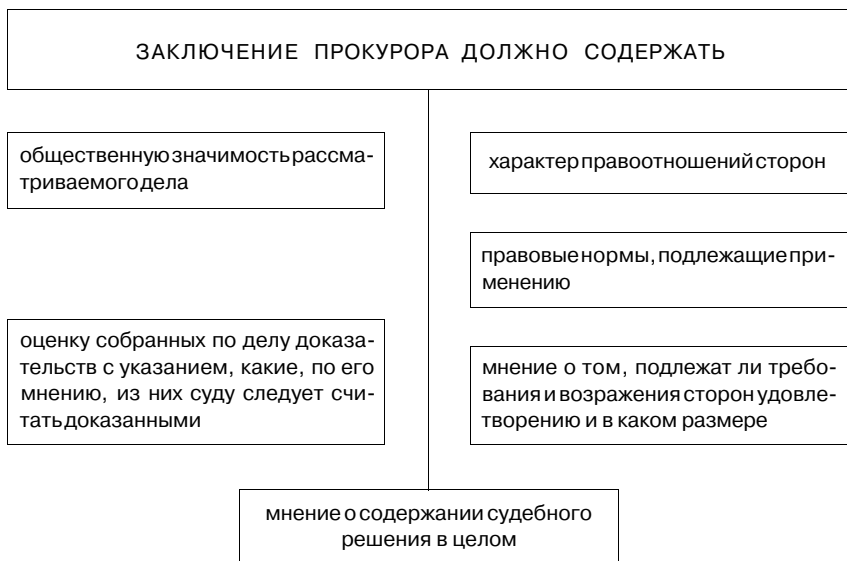 ЗАКЛЮЧЕНИЕ ПРОКУРОРА ДОЛЖНО СОДЕРЖАТЬ
общественную значимость рассма-
триваемого дела
характер правоотношений сторон
правовые нормы, подлежащие при-
менению
оценку собранных по делу доказа-
тельств с указанием, какие, по его
мнению, из них суду следует счи-
тать доказанными
мнение о том, подлежат ли требо-
вания и возражения сторон удовле-
творению и в каком размере
мнение о содержании судебного
решения в целом